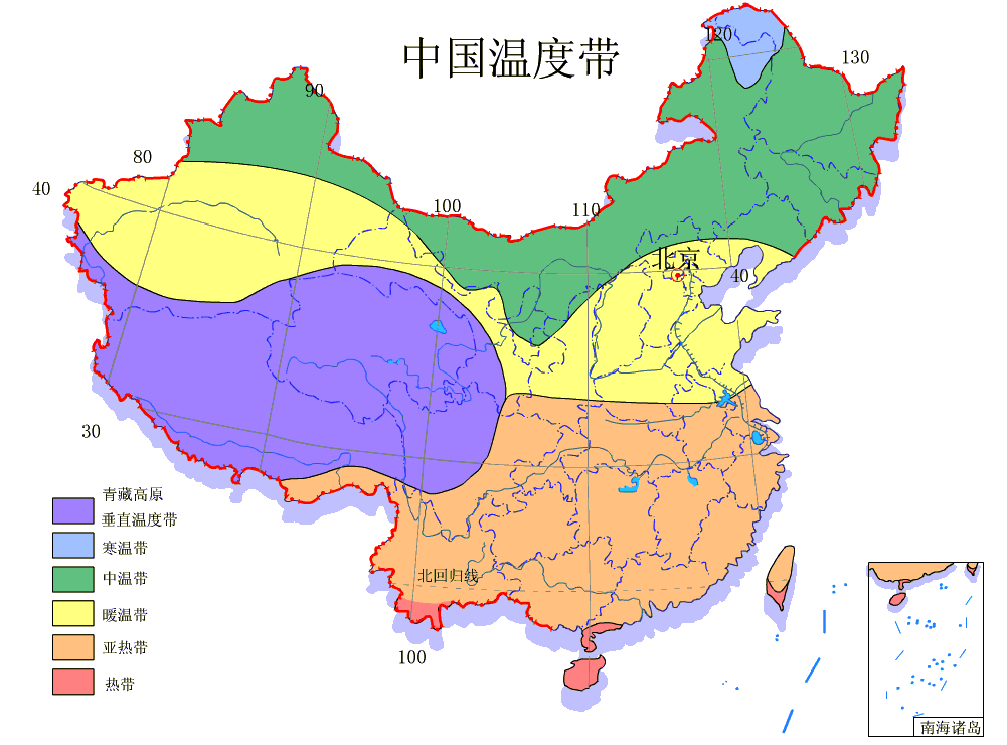 中国温度带
120
130
90
80
40
100
110
北京
40
30
青藏高原
垂直温度带
寒温带
中温带
暖温带
亚热带
热带
北回归线
100
南海诸岛